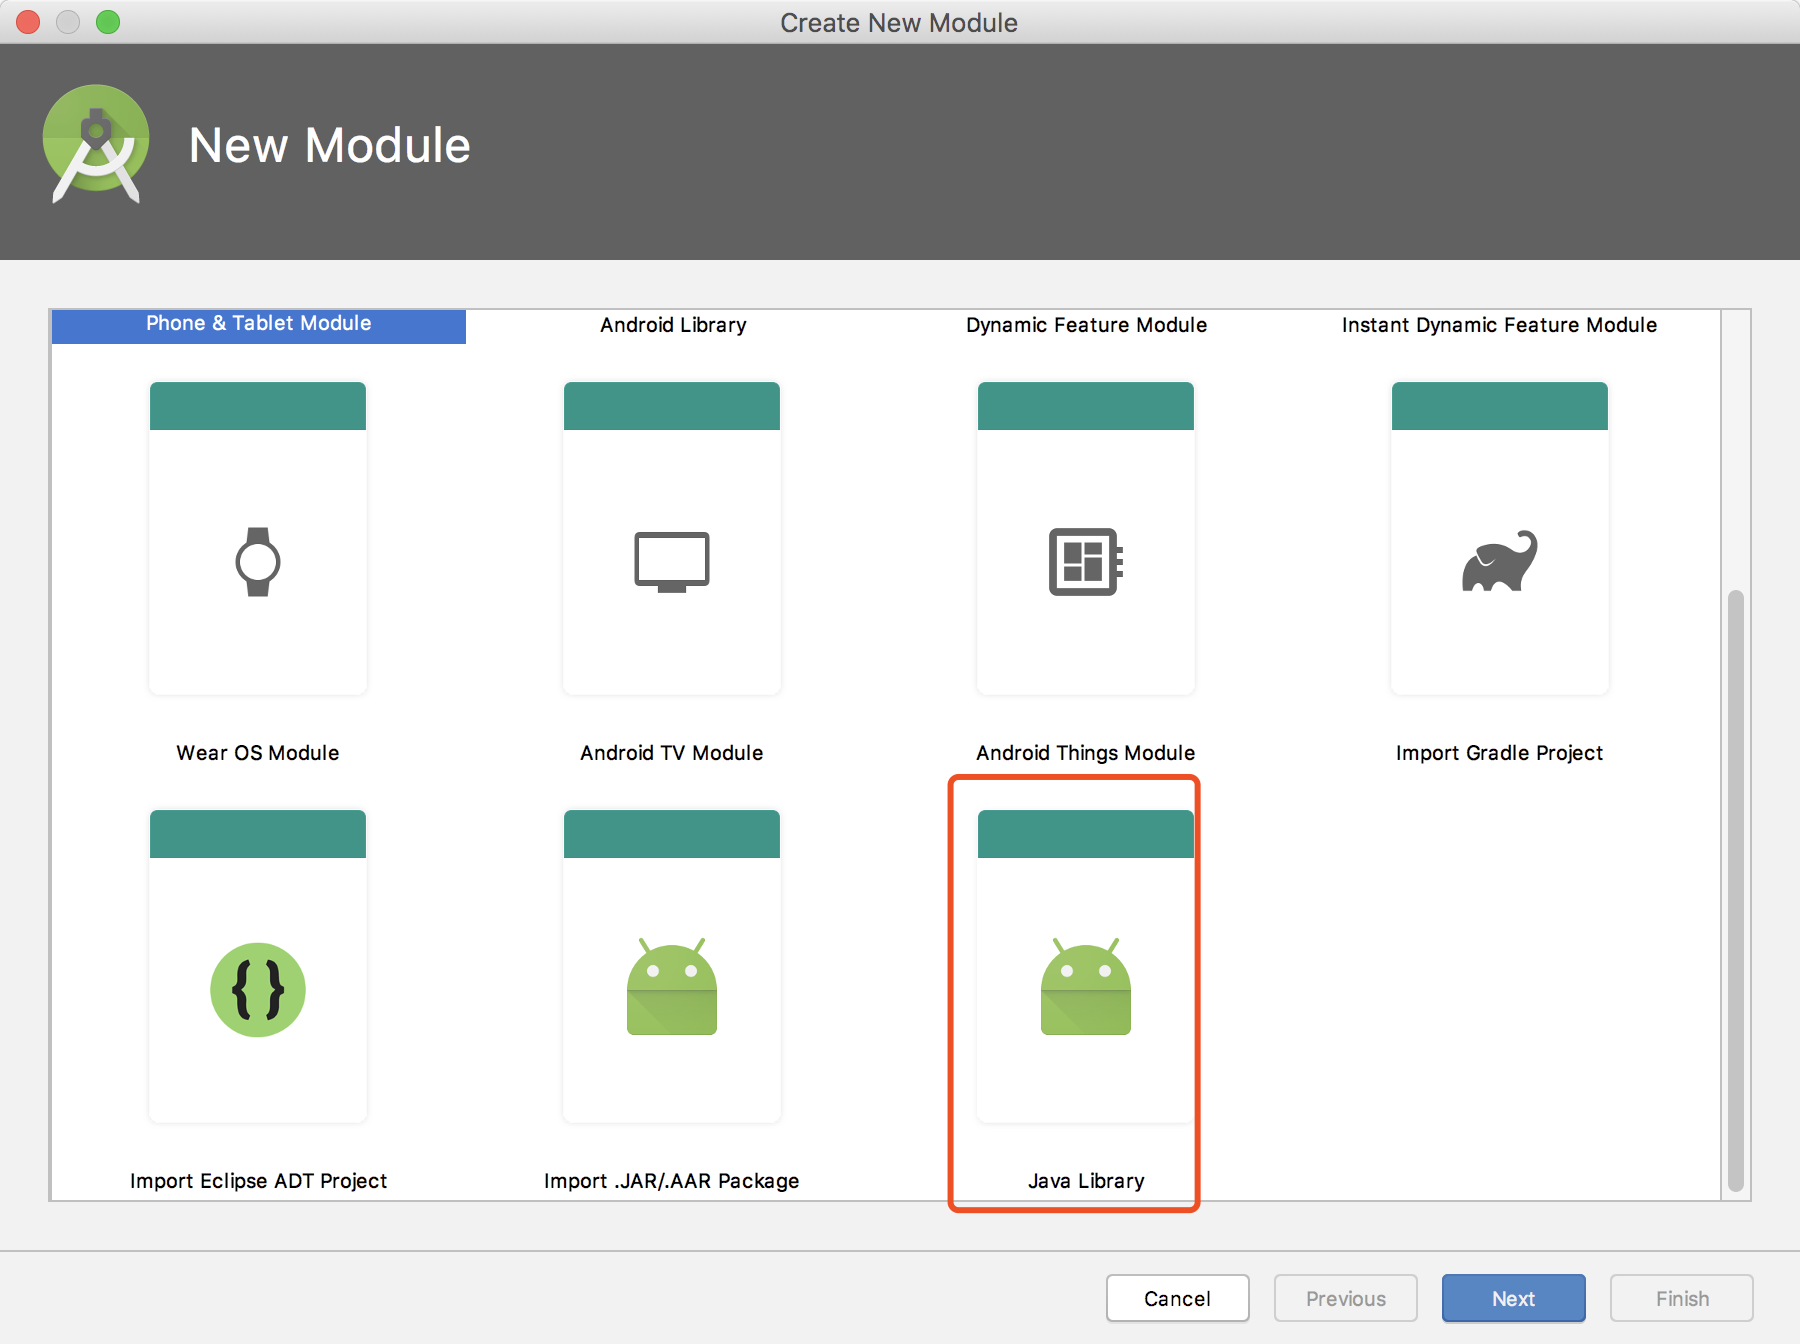 Create New Module
New Module
Phone & Tablet Module
Android Library
Dynamic Feature Module
Instant Dynamic Feature Module
Wear OS Module
Android TV Module
Android Things Module
Import Gradle Project
{}
Import Eclipse ADT Project
Import .JAR/.AAR Package
Java Library
Cancel
Previous
Next
Finish